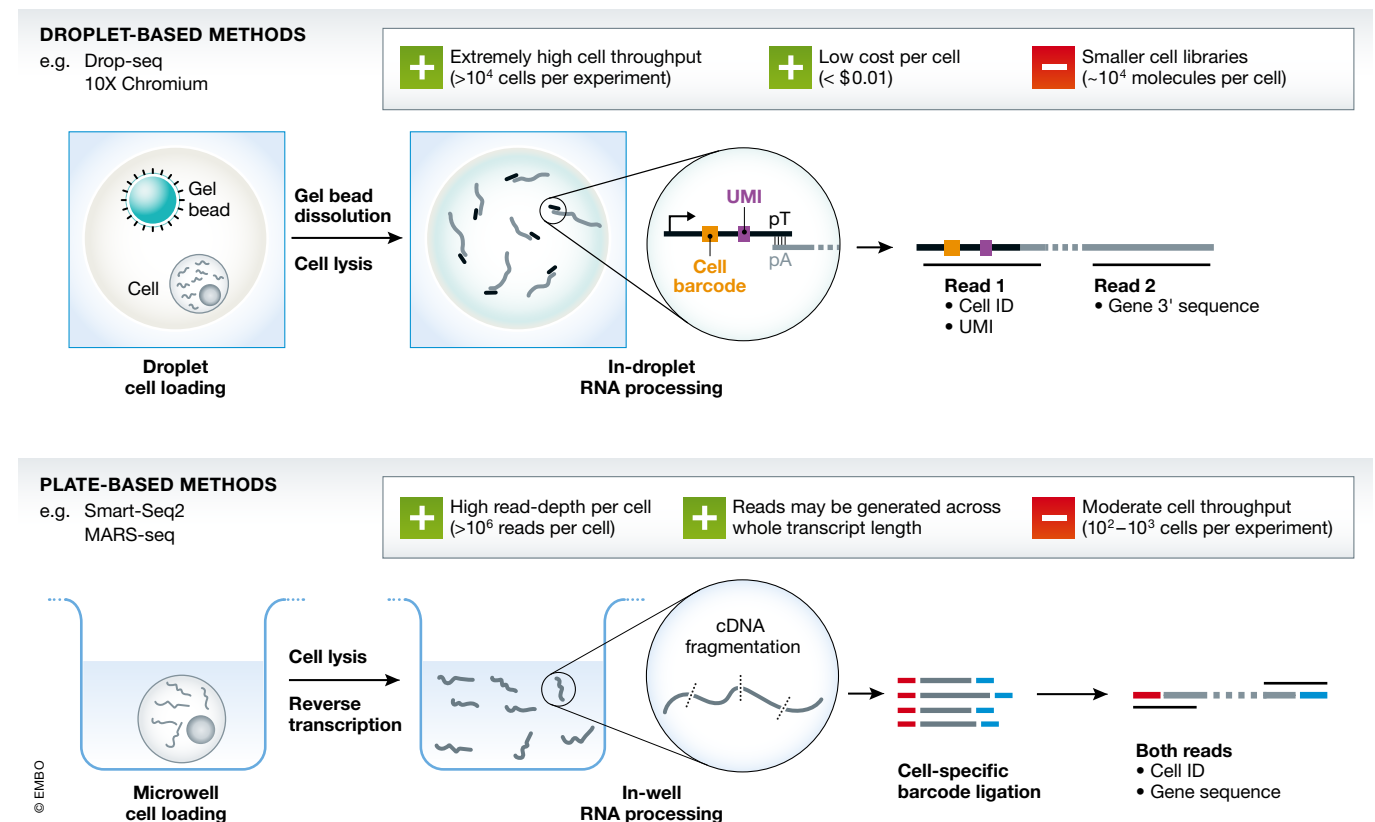 DROPLET-BASED METHODS
e.g. Drop-seq
10X Chromium
Extremely high cell throughput
(>10⁴ cells per experiment)
Low cost per cell
(< $0.01)
Smaller cell libraries
(~10⁴ molecules per cell)
Gel
bead
Cell
Droplet
cell loading
Gel bead
dissolution
Cell lysis
In-droplet
RNA processing
UMI
pT
pA
Cell
barcode
Read 1
• Cell ID
• UMI
Read 2
• Gene 3' sequence
PLATE-BASED METHODS
e.g. Smart-Seq2
MARS-seq
High read-depth per cell
(>10⁶ reads per cell)
Reads may be generated across
whole transcript length
Moderate cell throughput
(10²–10³ cells per experiment)
Microwell
cell loading
Cell lysis
Reverse
transcription
In-well
RNA processing
cDNA
fragmentation
Cell-specific
barcode ligation
Both reads
• Cell ID
• Gene sequence
© EMBO